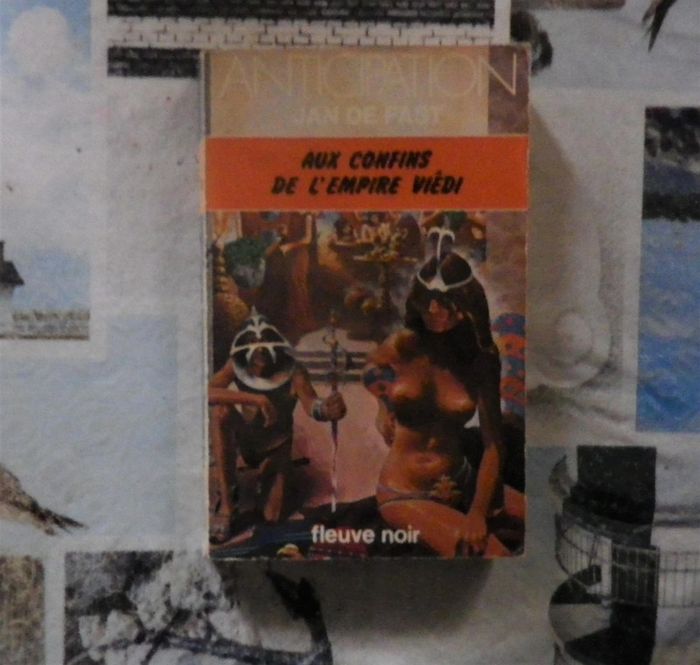 ANTICIPATION
JAN DE FAST
AUX CONFINS
DE L'EMPIRE VIÊDI
fleuve noir